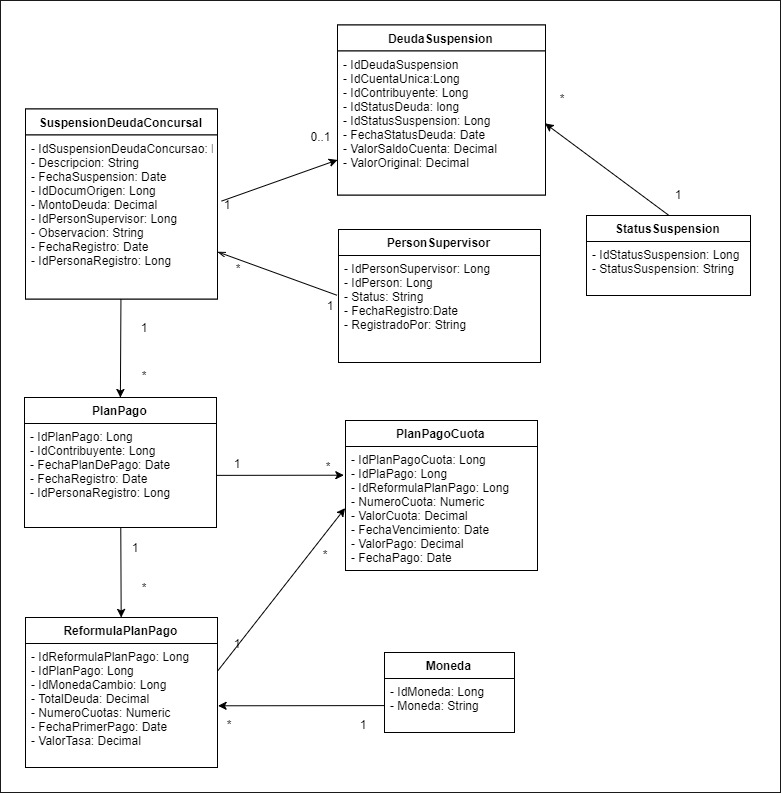 DeudaSuspension
- IdDeudaSuspension
- IdCuentaUnica:Long
- IdContribuyente: Long
- IdStatusDeuda: long
- IdStatusSuspension: Long
- FechaStatusDeuda: Date
- ValorSaldoCuenta: Decimal
- ValorOriginal: Decimal
*
0..1
1
SuspensionDeudaConcursal
- IdSuspensionDeudaConcursao:
- Descripcion: String
- FechaSuspension: Date
- IdDocumOrigen: Long
- MontoDeuda: Decimal
- IdPersonSupervisor: Long
- Observacion: String
- FechaRegistro: Date
- IdPersonaRegistro: Long
1
StatusSuspension
- IdStatusSuspension: Long
- StatusSuspension: String
PersonSupervisor
- IdPersonSupervisor: Long
- IdPerson: Long
- Status: String
- FechaRegistro:Date
- RegistradoPor: String
*
1
1
*
PlanPago
- IdPlanPago: Long
- IdContribuyente: Long
- FechaPlanDePago: Date
- FechaRegistro: Date
- IdPersonaRegistro: Long
1
*
PlanPagoCuota
- IdPlanPagoCuota: Long
- IdPlaPago: Long
- IdReformulaPlanPago: Long
- NumeroCuota: Numeric
- ValorCuota: Decimal
- FechaVencimiento: Date
- ValorPago: Decimal
- FechaPago: Date
1
*
*
1
ReformulaPlanPago
- IdReformulaPlanPago: Long
- IdPlanPago: Long
- IdMonedaCambio: Long
- TotalDeuda: Decimal
- NumeroCuotas: Numeric
- FechaPrimerPago: Date
- ValorTasa: Decimal
Moneda
- IdMoneda: Long
- Moneda: String
*
1